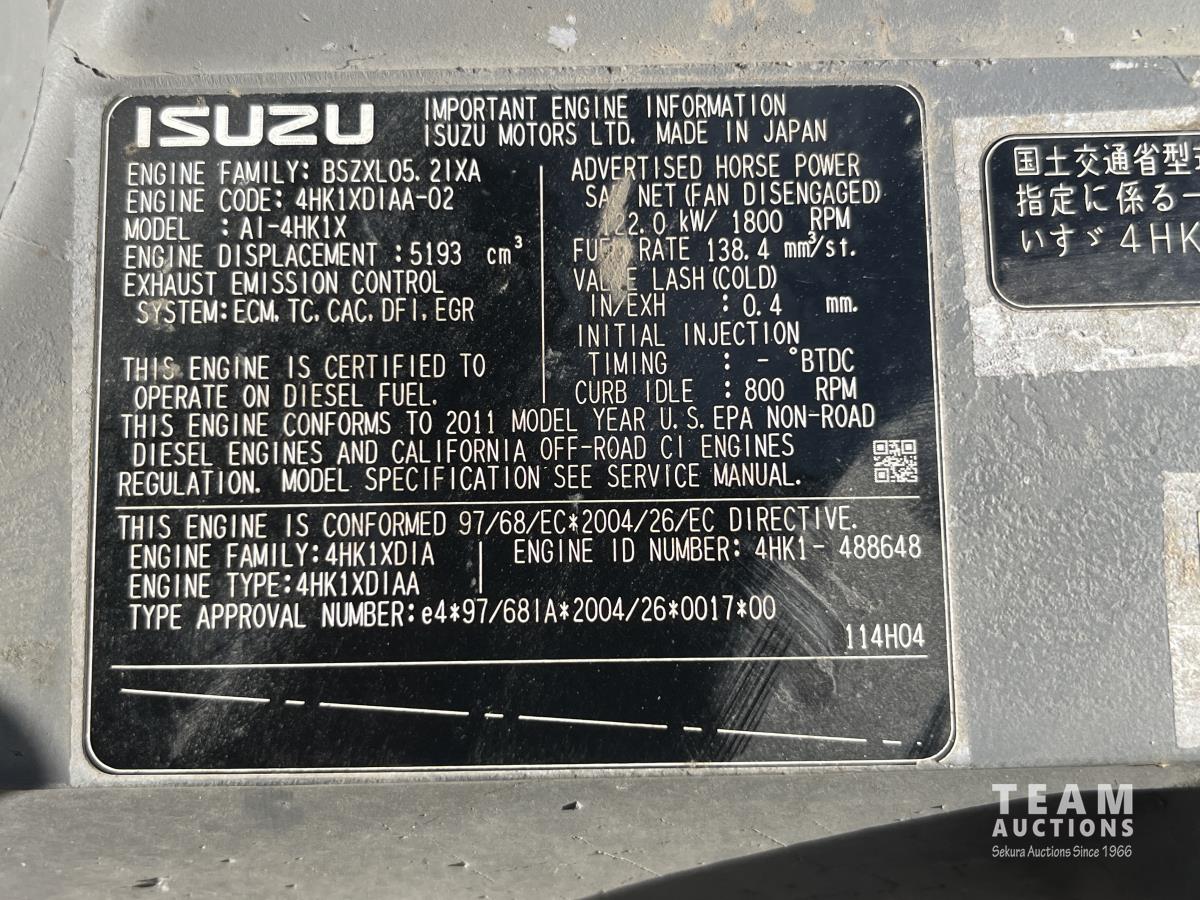 ISUZU
IMPORTANT ENGINE INFORMATION
ISUZU MOTORS LTD. MADE IN JAPAN
ENGINE FAMILY: BSZXL05.2IXA
ENGINE CODE: 4HK1XDIAA-02
MODEL : AI-4HK1X
ENGINE DISPLACEMENT : 5193 cm³
EXHAUST EMISSION CONTROL
SYSTEM: ECM, TC, CAC, DFI, EGR
THIS ENGINE IS CERTIFIED TO
OPERATE ON DIESEL FUEL.
ADVERTISED HORSE POWER
NET (FAN DISENGAGED)
kW/ 1800 RPM
RATE 138.4 mm³/st.
LASH (COLD)
IN/EXH : 0.4 mm.
INITIAL INJECTION
TIMING : - °BTDC
CURB IDLE : 800 RPM
THIS ENGINE CONFORMS TO 2011 MODEL YEAR U.S. EPA NON-ROAD
DIESEL ENGINES AND CALIFORNIA OFF-ROAD CI ENGINES
REGULATION. MODEL SPECIFICATION SEE SERVICE MANUAL.
THIS ENGINE IS CONFORMED 97/68/EC*2004/26/EC DIRECTIVE.
ENGINE FAMILY: 4HK1XDIA
ENGINE TYPE: 4HK1XDIAA
ENGINE ID NUMBER: 4HK1- 488648
TYPE APPROVAL NUMBER: e4*97/68IA*2004/26*0017*00
114H04
国土交通省型
指定に係る一
いすゞ 4HK
TEAM
AUCTIONS
Sekura Auctions Since 1966